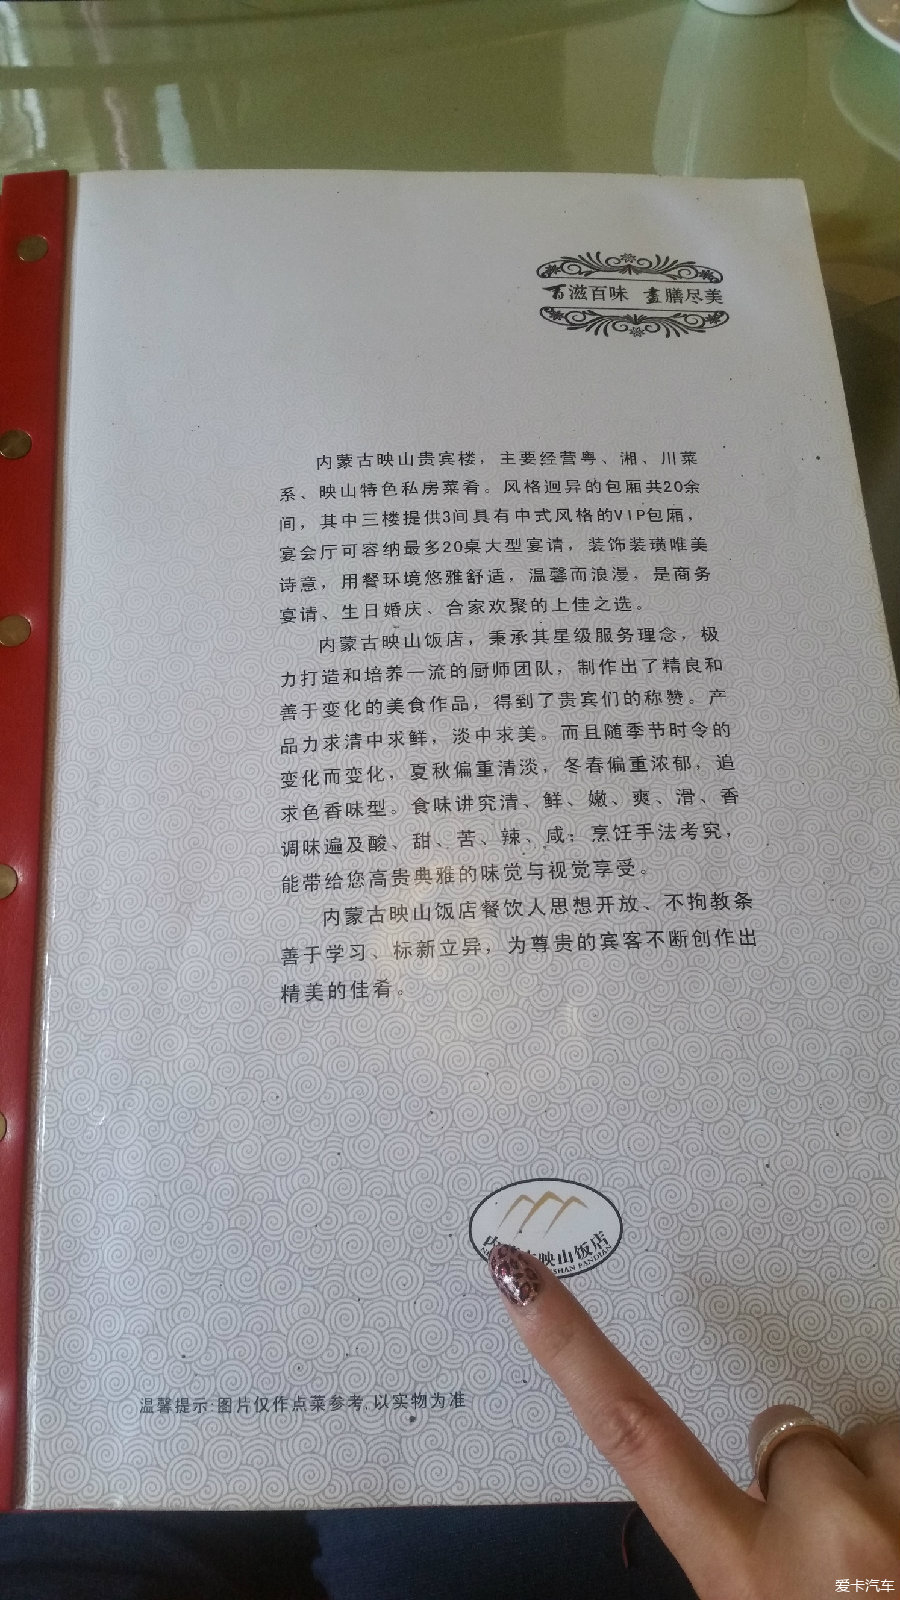 百滋百味 画膳尽美
内蒙古映山贵宾楼，主要经营粤、湘、川菜
系、映山特色私房菜肴。风格迥异的包厢共20余
间，其中三楼提供3间具有中式风格的VIP包厢，
宴会厅可容纳最多20桌大型宴请，装饰装璜唯美
诗意，用餐环境悠雅舒适，温馨而浪漫，是商务
宴请、生日婚庆、合家欢聚的上佳之选。
内蒙古映山饭店，秉承其星级服务理念，极
力打造和培养一流的厨师团队，制作出了精良和
善于变化的美食作品，得到了贵宾们的称赞。产
品力求清中求鲜，淡中求美。而且随季节时令的
变化而变化，夏秋偏重清淡，冬春偏重浓郁，追
求色香味型。食味讲究清、鲜、嫩、爽、滑、香
调味遍及酸、甜、苦、辣、咸；烹饪手法考究，
能带给您高贵典雅的味觉与视觉享受。
内蒙古映山饭店餐饮人思想开放、不拘教条
善于学习、标新立异，为尊贵的宾客不断创作出
精美的佳肴。
内 古映山饭店
SHAN FANDIAN
温馨提示:图片仅作点菜参考,以实物为准
爱卡汽车